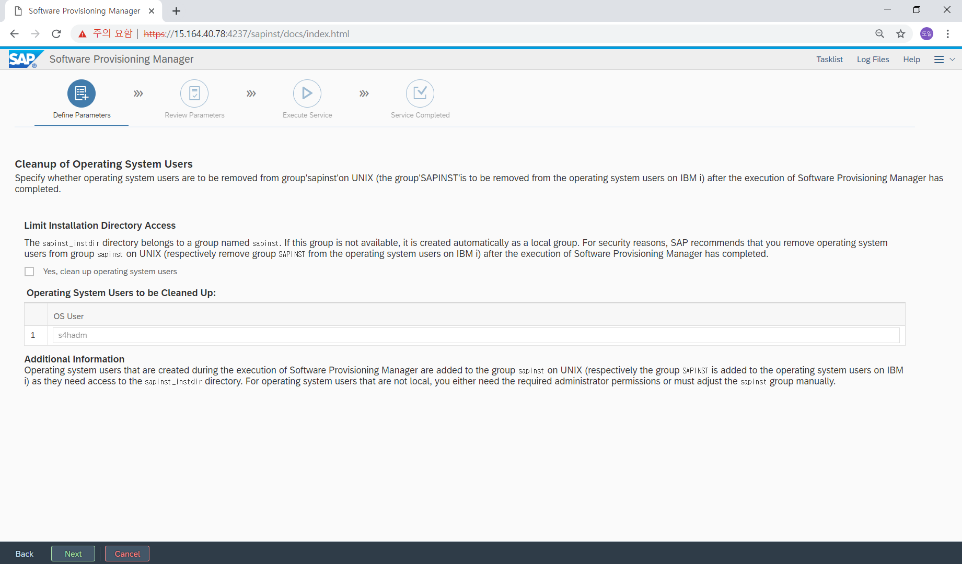 Software Provisioning Manager
주의 요함 | https://15.164.40.78:4237/sapinst/docs/index.html
SAP Software Provisioning Manager
Tasklist Log Files Help
Define Parameters Review Parameters Execute Service Service Completed
Cleanup of Operating System Users
Specify whether operating system users are to be removed from group'sapinst'on UNIX (the group'SAPINST'is to be removed from the operating system users on IBM i) after the execution of Software Provisioning Manager has
completed.
Limit Installation Directory Access
The sapinst_instdir directory belongs to a group named sapinst. If this group is not available, it is created automatically as a local group. For security reasons, SAP recommends that you remove operating system
users from group sapinst on UNIX (respectively remove group SAPINST from the operating system users on IBM i) after the execution of Software Provisioning Manager has completed.
Yes, clean up operating system users
Operating System Users to be Cleaned Up:
OS User
1 s4hadm
Additional Information
Operating system users that are created during the execution of Software Provisioning Manager are added to the group sapinst on UNIX (respectively the group SAPINST is added to the operating system users on IBM
i) as they need access to the sapinst_instdir directory. For operating system users that are not local, you either need the required administrator permissions or must adjust the sapinst group manually.
Back Next Cancel